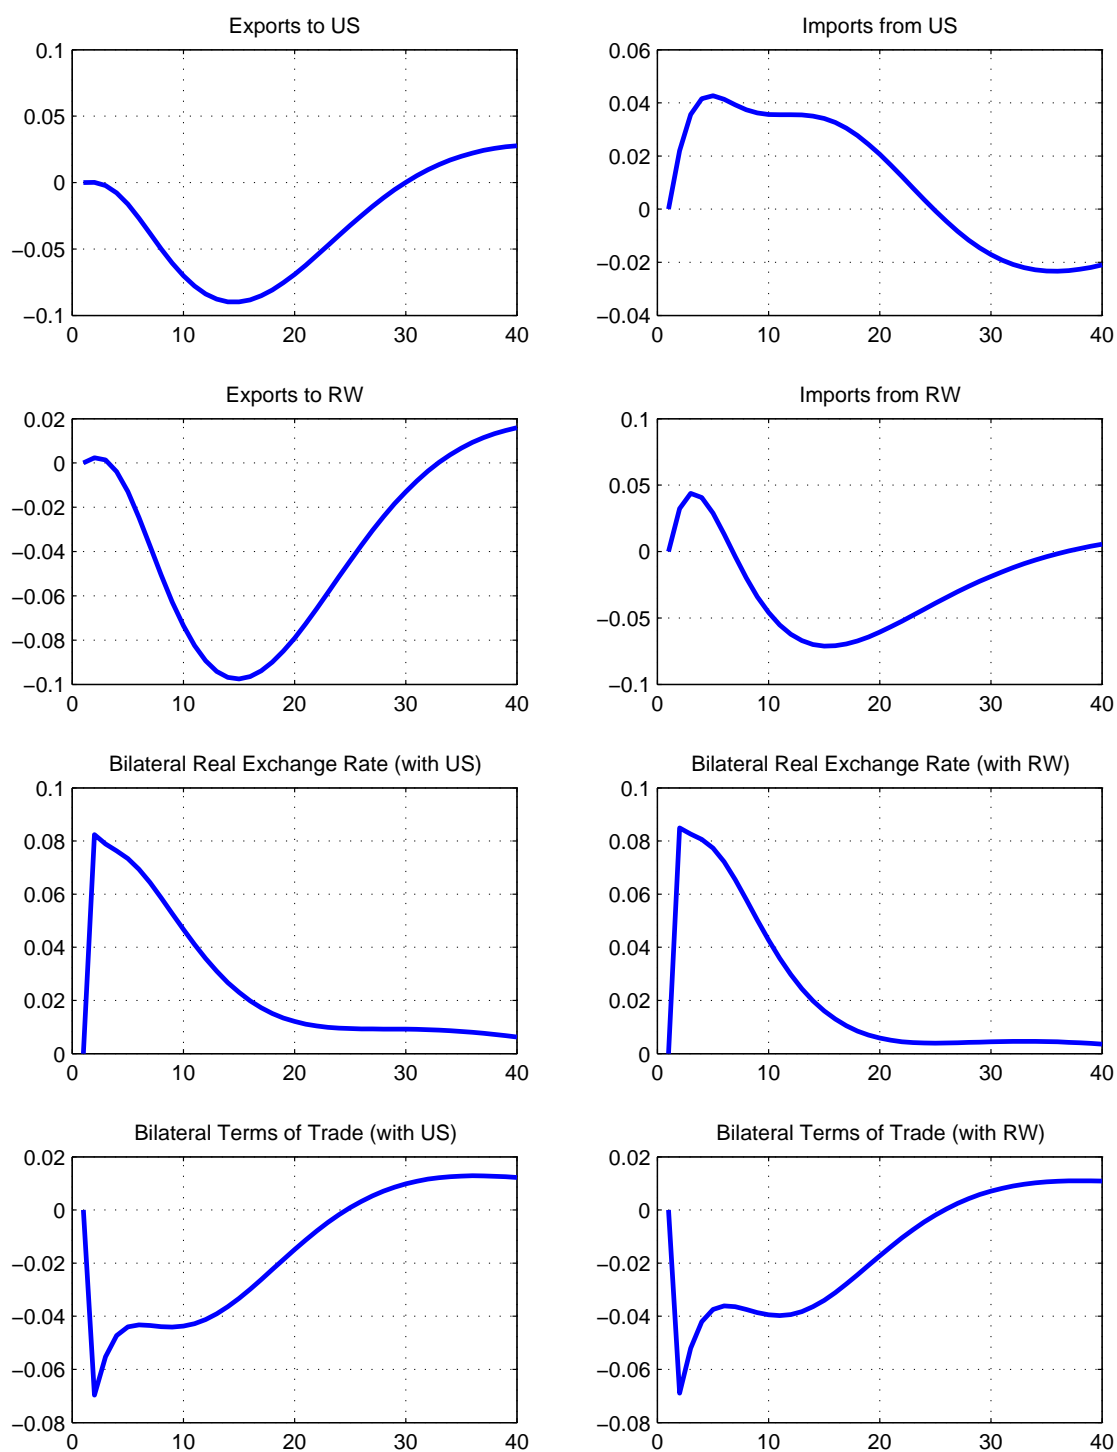 Exports to US
0.1
0.05
0
−0.05
−0.1
0 10 20 30 40
Imports from US
0.06
0.04
0.02
0
−0.02
−0.04
0 10 20 30 40
Exports to RW
0.02
0
−0.02
−0.04
−0.06
−0.08
−0.1
0 10 20 30 40
Imports from RW
0.1
0.05
0
−0.05
−0.1
0 10 20 30 40
Bilateral Real Exchange Rate (with US)
0.1
0.08
0.06
0.04
0.02
0
0 10 20 30 40
Bilateral Real Exchange Rate (with RW)
0.1
0.08
0.06
0.04
0.02
0
0 10 20 30 40
Bilateral Terms of Trade (with US)
0.02
0
−0.02
−0.04
−0.06
−0.08
0 10 20 30 40
Bilateral Terms of Trade (with RW)
0.02
0
−0.02
−0.04
−0.06
−0.08
0 10 20 30 40